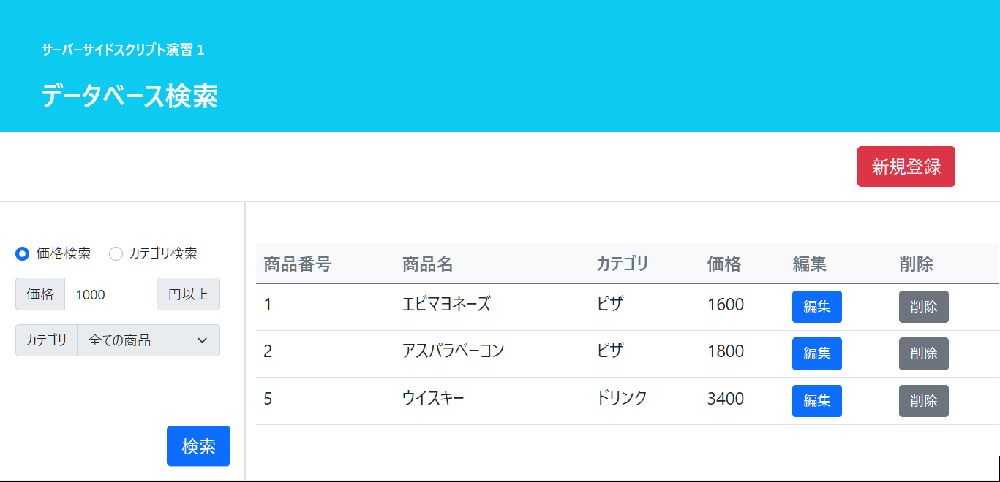 サーバーサイドスクリプト演習1
データベース検索
新規登録
価格検索 カテゴリ検索
価格 1000 円以上
カテゴリ 全ての商品
検索
商品番号 商品名 カテゴリ 価格 編集 削除
1 エビマヨネーズ ピザ 1600 編集 削除
2 アスパラベーコン ピザ 1800 編集 削除
5 ウイスキー ドリンク 3400 編集 削除